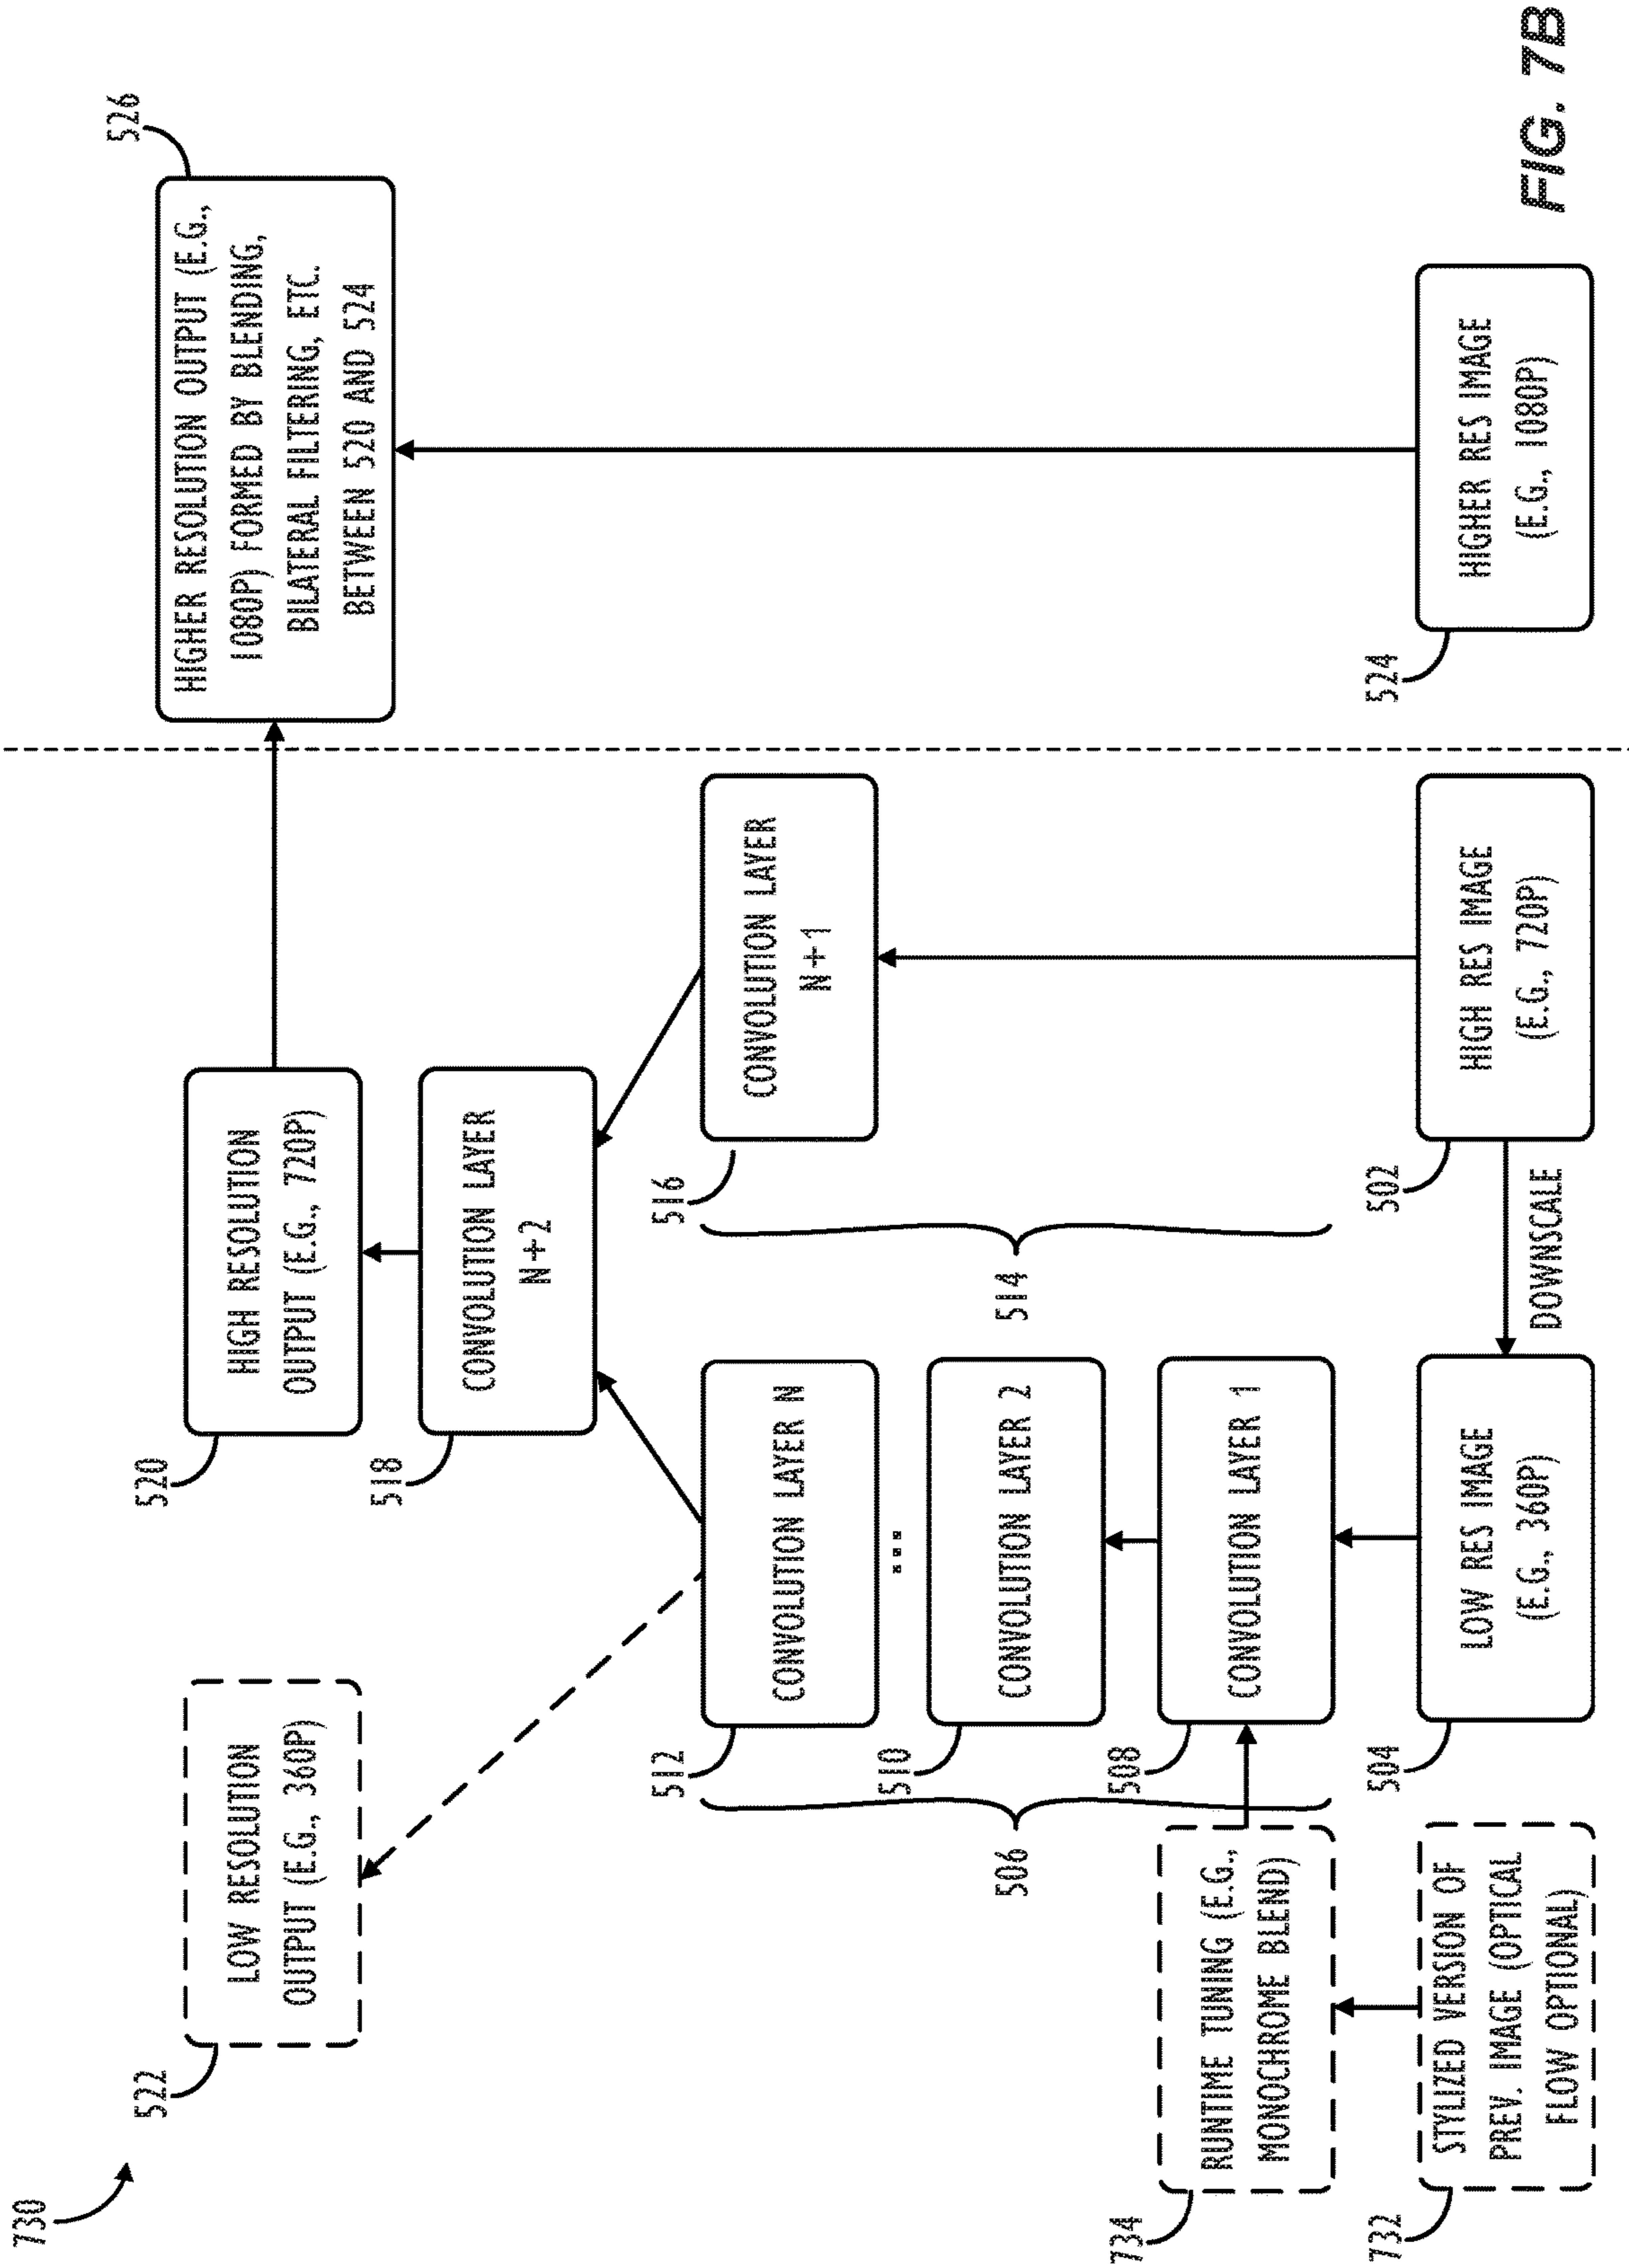 730
522
LOW RESOLUTION
OUTPUT (E.G., 360P)
520
HIGH RESOLUTION
OUTPUT (E.G., 720P)
526
HIGHER RESOLUTION OUTPUT (E.G.,
1080P) FORMED BY BLENDING,
BILATERAL FILTERING, ETC.
BETWEEN 520 AND 524
518
CONVOLUTION LAYER
N+2
512
CONVOLUTION LAYER N
516
CONVOLUTION LAYER
N+1
...
510
CONVOLUTION LAYER 2
506
514
734
RUNTIME TUNING (E.G.,
MONOCHROME BLEND)
508
CONVOLUTION LAYER 1
732
STYLIZED VERSION OF
PREV. IMAGE (OPTICAL
FLOW OPTIONAL)
504
LOW RES IMAGE
(E.G., 360P)
DOWNSCALE
502
HIGH RES IMAGE
(E.G., 720P)
524
HIGHER RES IMAGE
(E.G., 1080P)
FIG. 7B